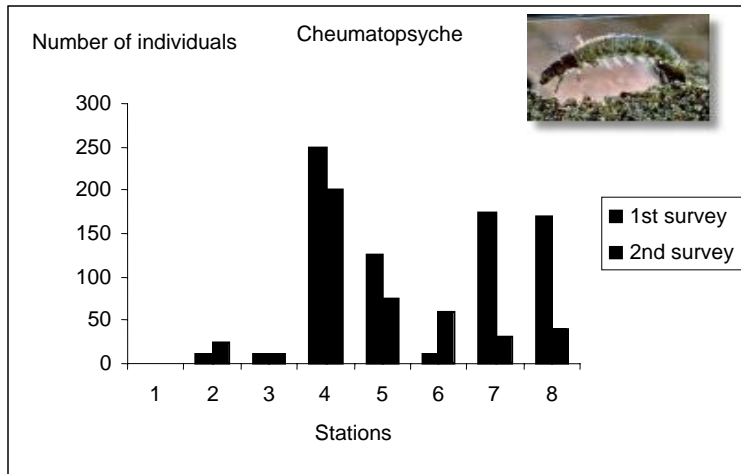 Number of individuals
Cheumatopsyche
300
250
200
150
100
50
0
1 2 3 4 5 6 7 8
Stations
1st survey
2nd survey